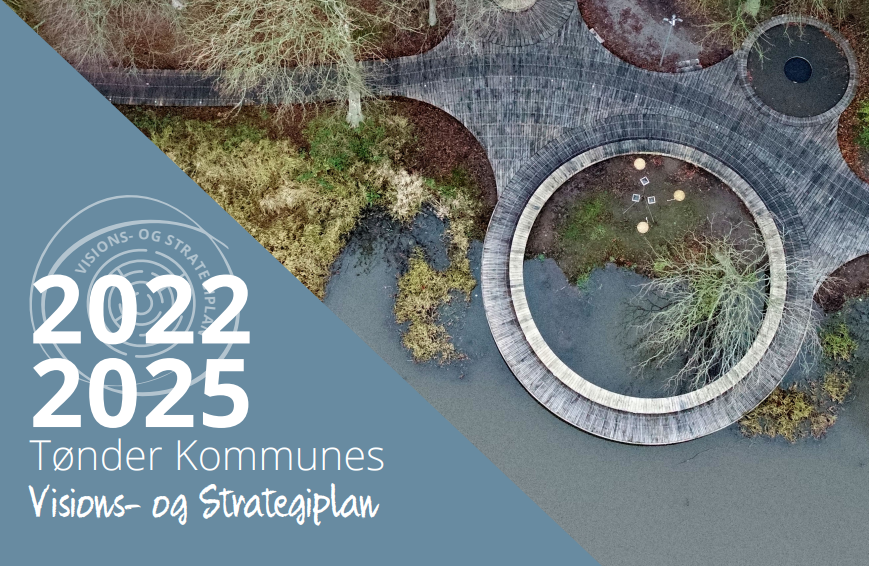 VISIONS- OG STRATEGIPLAN
2022
2025
Tønder Kommunes
Visions- og Strategiplan